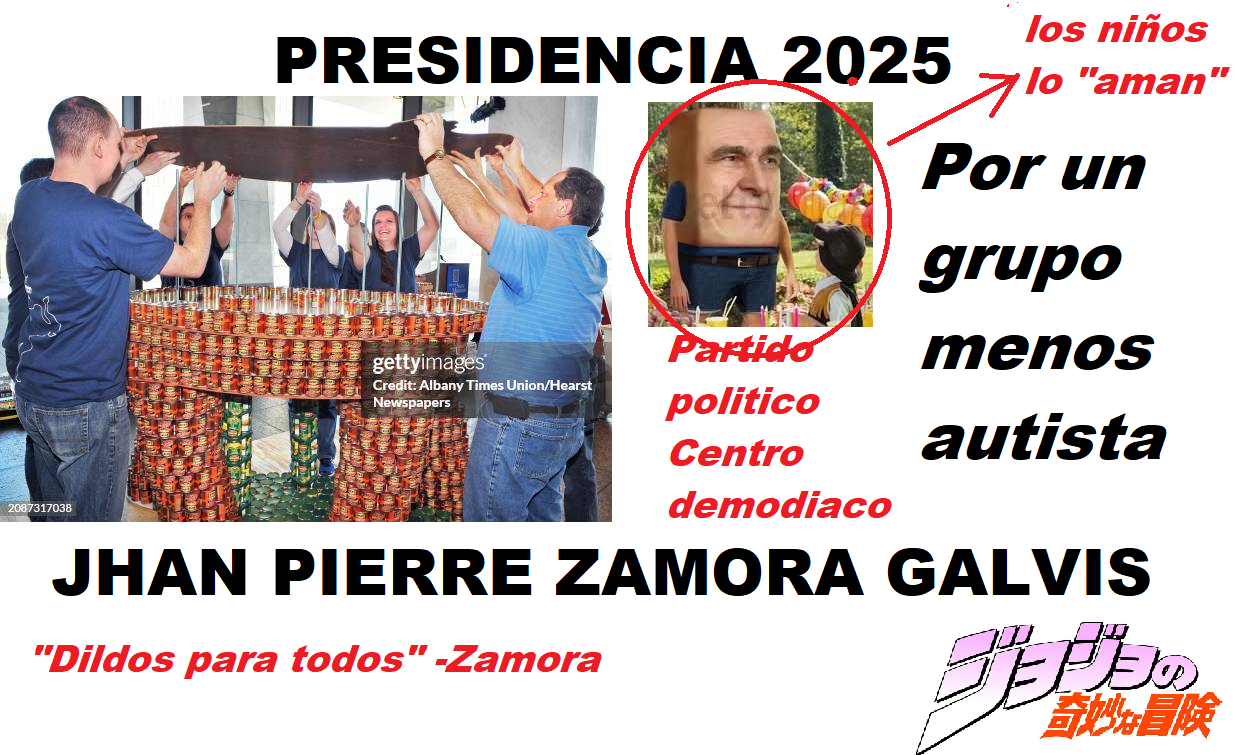 PRESIDENCIA 2025
los niños
lo "aman"
Por un
grupo
menos
autista
gettyimages
Credit: Albany Times Union/Hearst
Newspapers
2087317038
Partido
politico
Centro
demodiaco
JHAN PIERRE ZAMORA GALVIS
"Dildos para todos" -Zamora
ジョジョの
奇妙な冒険